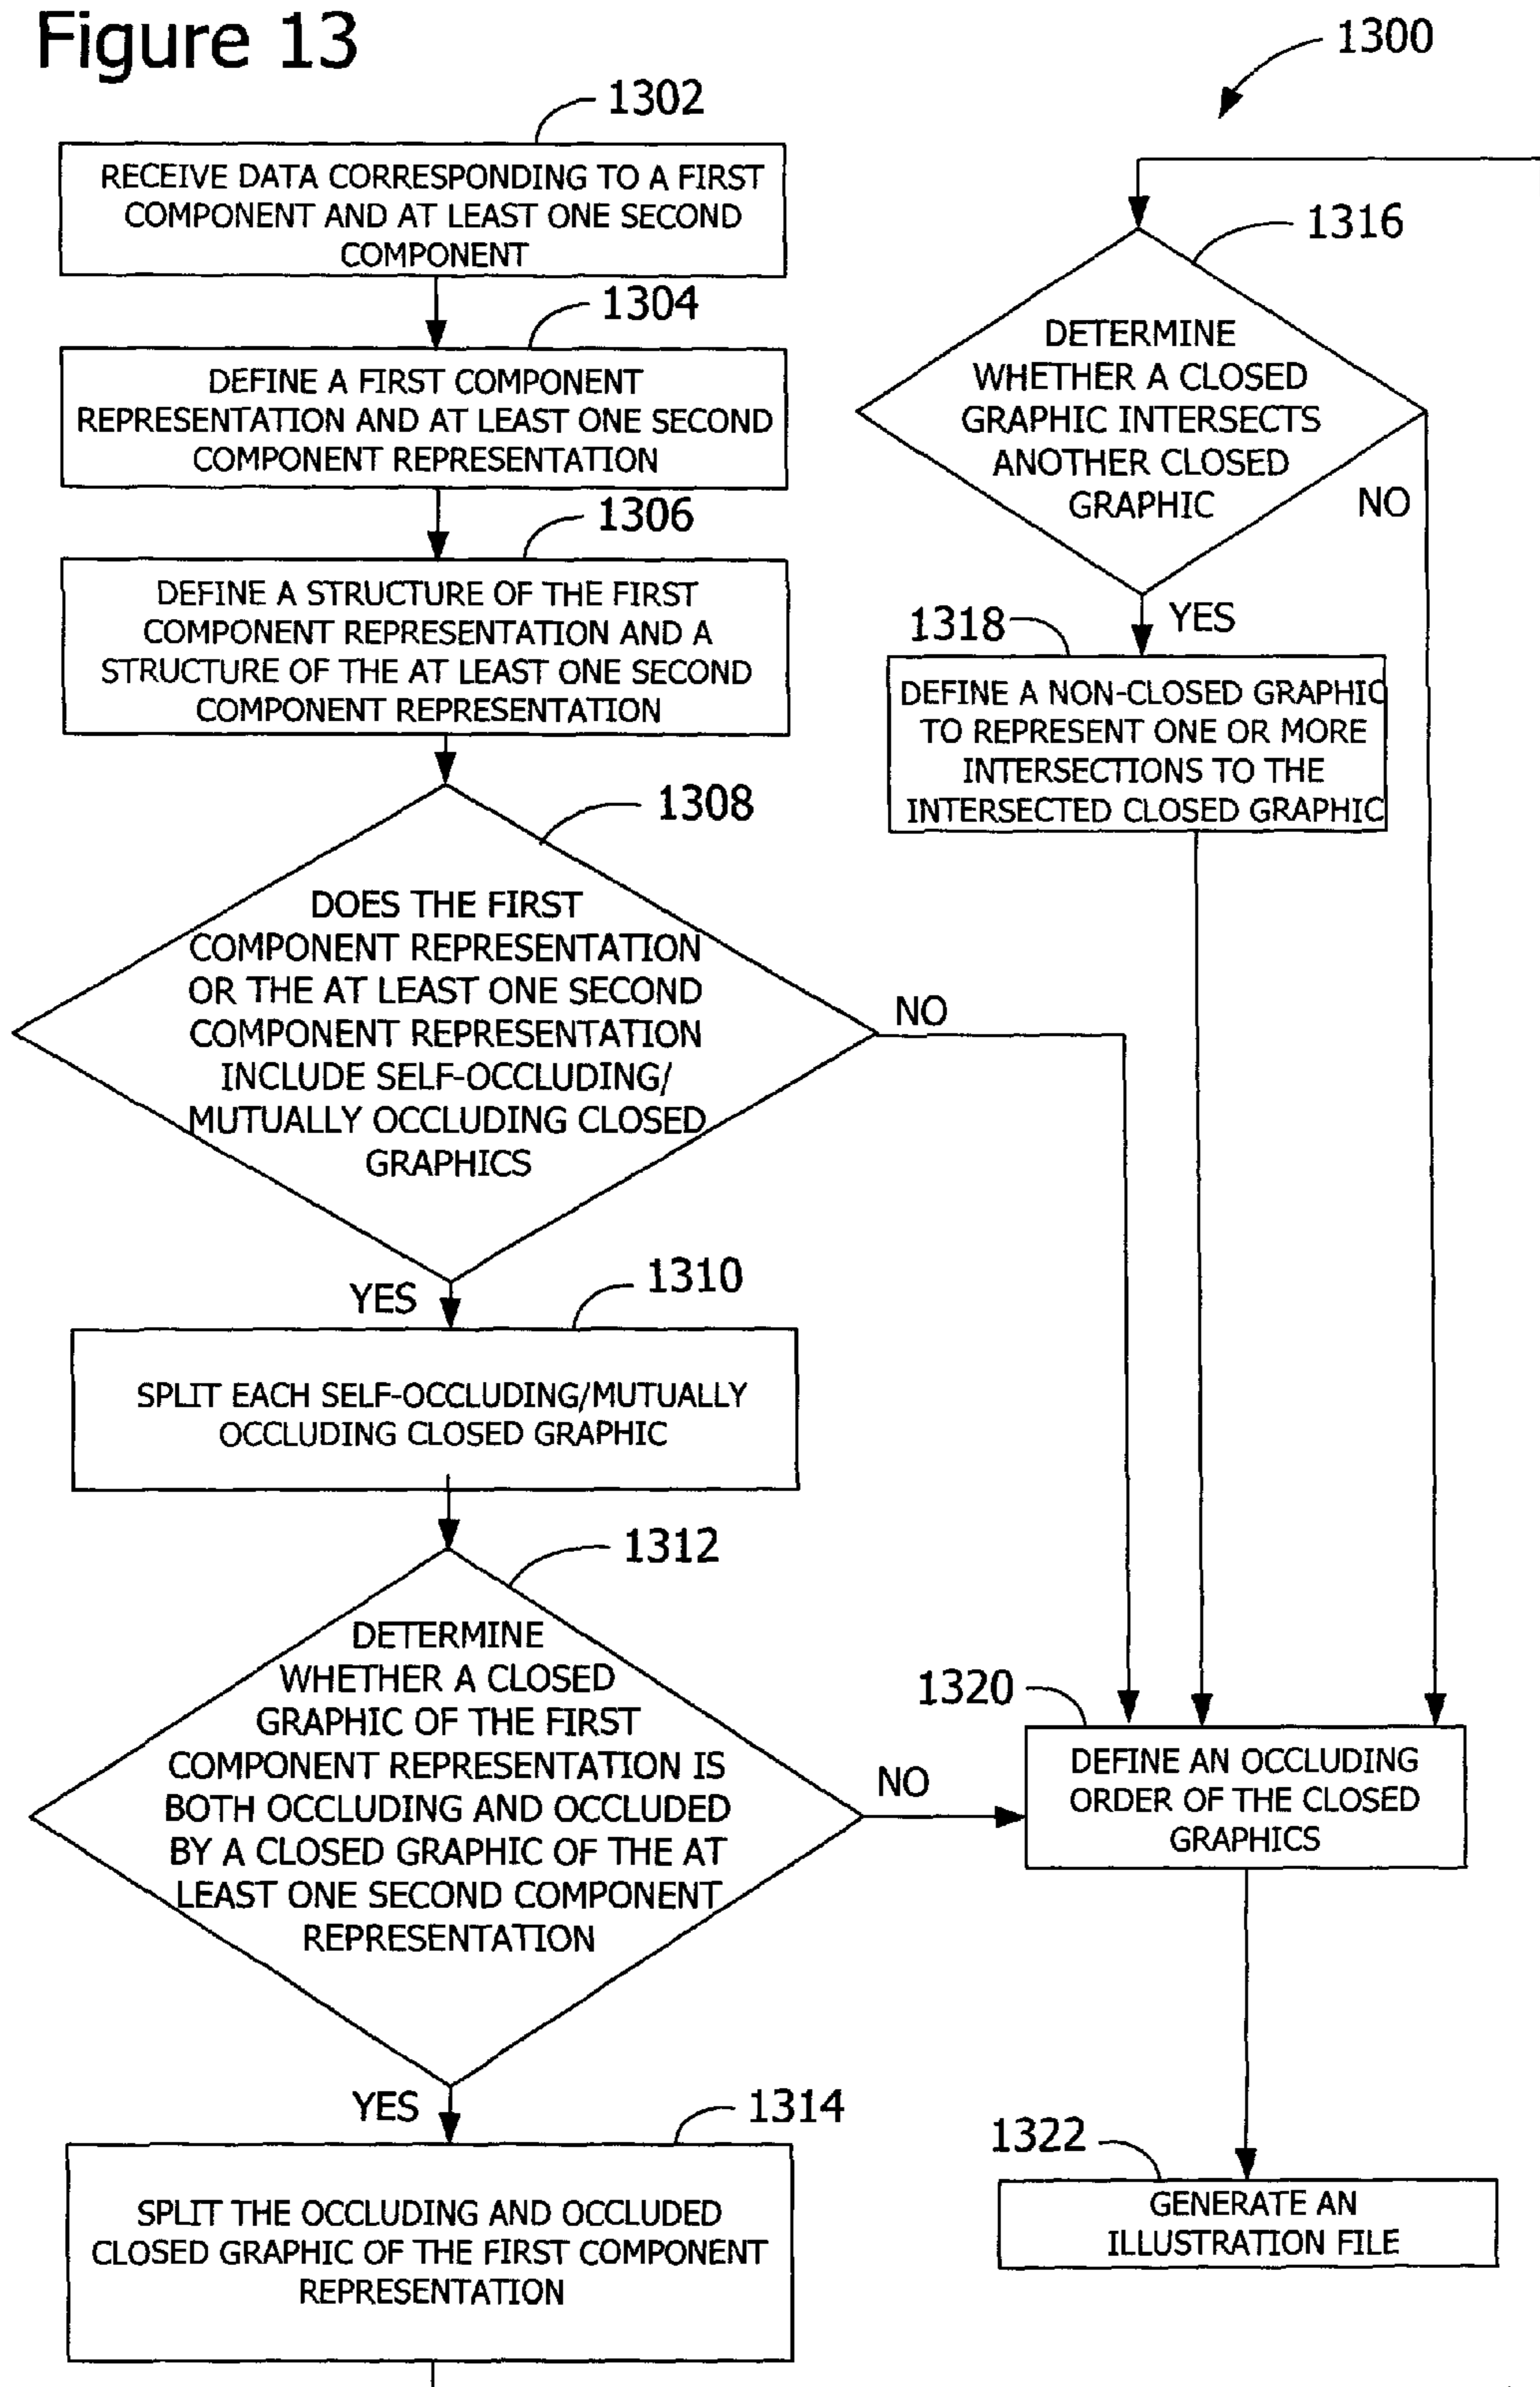 Figure 13
1300
1302
RECEIVE DATA CORRESPONDING TO A FIRST
COMPONENT AND AT LEAST ONE SECOND
COMPONENT
1304
DEFINE A FIRST COMPONENT
REPRESENTATION AND AT LEAST ONE SECOND
COMPONENT REPRESENTATION
1306
DEFINE A STRUCTURE OF THE FIRST
COMPONENT REPRESENTATION AND A
STRUCTURE OF THE AT LEAST ONE SECOND
COMPONENT REPRESENTATION
1308
DOES THE FIRST
COMPONENT REPRESENTATION
OR THE AT LEAST ONE SECOND
COMPONENT REPRESENTATION
INCLUDE SELF-OCCLUDING/
MUTUALLY OCCLUDING CLOSED
GRAPHICS
NO
YES
1310
SPLIT EACH SELF-OCCLUDING/MUTUALLY
OCCLUDING CLOSED GRAPHIC
1312
DETERMINE
WHETHER A CLOSED
GRAPHIC OF THE FIRST
COMPONENT REPRESENTATION IS
BOTH OCCLUDING AND OCCLUDED
BY A CLOSED GRAPHIC OF THE AT
LEAST ONE SECOND COMPONENT
REPRESENTATION
NO
YES
1314
SPLIT THE OCCLUDING AND OCCLUDED
CLOSED GRAPHIC OF THE FIRST COMPONENT
REPRESENTATION
1316
DETERMINE
WHETHER A CLOSED
GRAPHIC INTERSECTS
ANOTHER CLOSED
GRAPHIC
NO
YES
1318
DEFINE A NON-CLOSED GRAPHIC
TO REPRESENT ONE OR MORE
INTERSECTIONS TO THE
INTERSECTED CLOSED GRAPHIC
1320
DEFINE AN OCCLUDING
ORDER OF THE CLOSED
GRAPHICS
1322
GENERATE AN
ILLUSTRATION FILE